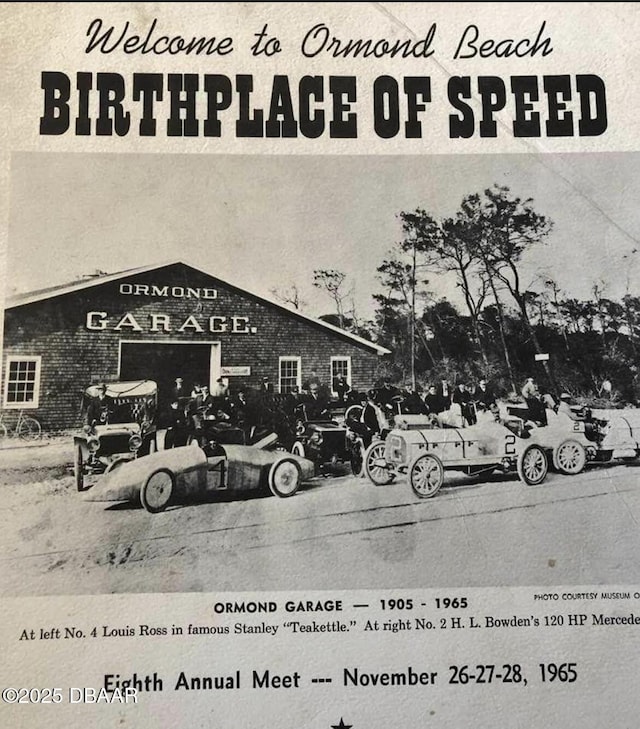 Welcome to Ormond Beach
BIRTHPLACE OF SPEED
ORMOND
GARAGE.
4
2
PHOTO COURTESY MUSEUM O
ORMOND GARAGE — 1905 - 1965
At left No. 4 Louis Ross in famous Stanley "Teakettle." At right No. 2 H. L. Bowden's 120 HP Mercede
Eighth Annual Meet --- November 26-27-28, 1965
©2025 DBAAR